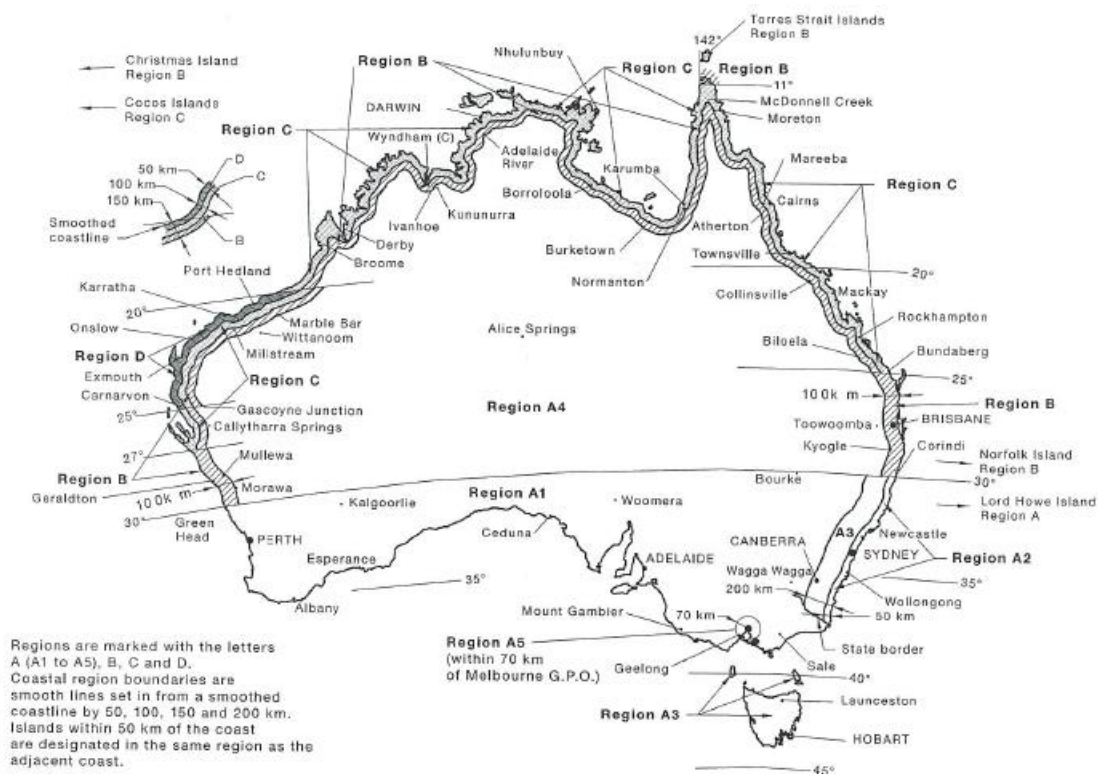 Torres Strait Islands
Region B
142°
Nhulunbuy
Christmas Island
Region B
Region B
Region C
Region B
11°
Cocos Islands
Region C
DARWIN
McDonnell Creek
Moreton
Region C
Wyndham (C)
D
50 km
C
100 km
150 km
Adelaide
River
Karumba
Mareeba
Smoothed
coastline
B
Borroloola
Region C
Cairns
Ivanhoe
Kununurra
Atherton
Derby
Burketown
Townsville
Broome
Port Hedland
Normanton
20°
Karratha
20°
Collinsville
Mackay
Marble Bar
Alice Springs
Onslow
Wittanoom
Rockhampton
Region D
Millstream
Biloela
Exmouth
Bundaberg
Region C
25°
Carnarvon
100k m
Region B
25°
Gascoyne Junction
Region A4
BRISBANE
Callytharra Springs
Toowoomba
27°
Kyogle
Corindi
Mullewa
Region B
Norfolk Island
Region B
Geraldton
100k m
Morawa
Bourke
30°
30°
Region A1
Kalgoorlie
Woomera
Lord Howe Island
Region A
Green
Head
Ceduna
A3
Newcastle
PERTH
CANBERRA
SYDNEY
Esperance
ADELAIDE
Region A2
Wagga Wagga
35°
35°
200 km
Wollongong
Albany
Mount Gambier
70 km
50 km
Region A5
(within 70 km
of Melbourne G.P.O.)
Geelong
Sale
State border
40°
Launceston
Region A3
HOBART
45°
Regions are marked with the letters
A (A1 to A5), B, C and D.
Coastal region boundaries are
smooth lines set in from a smoothed
coastline by 50, 100, 150 and 200 km.
Islands within 50 km of the coast
are designated in the same region as the
adjacent coast.